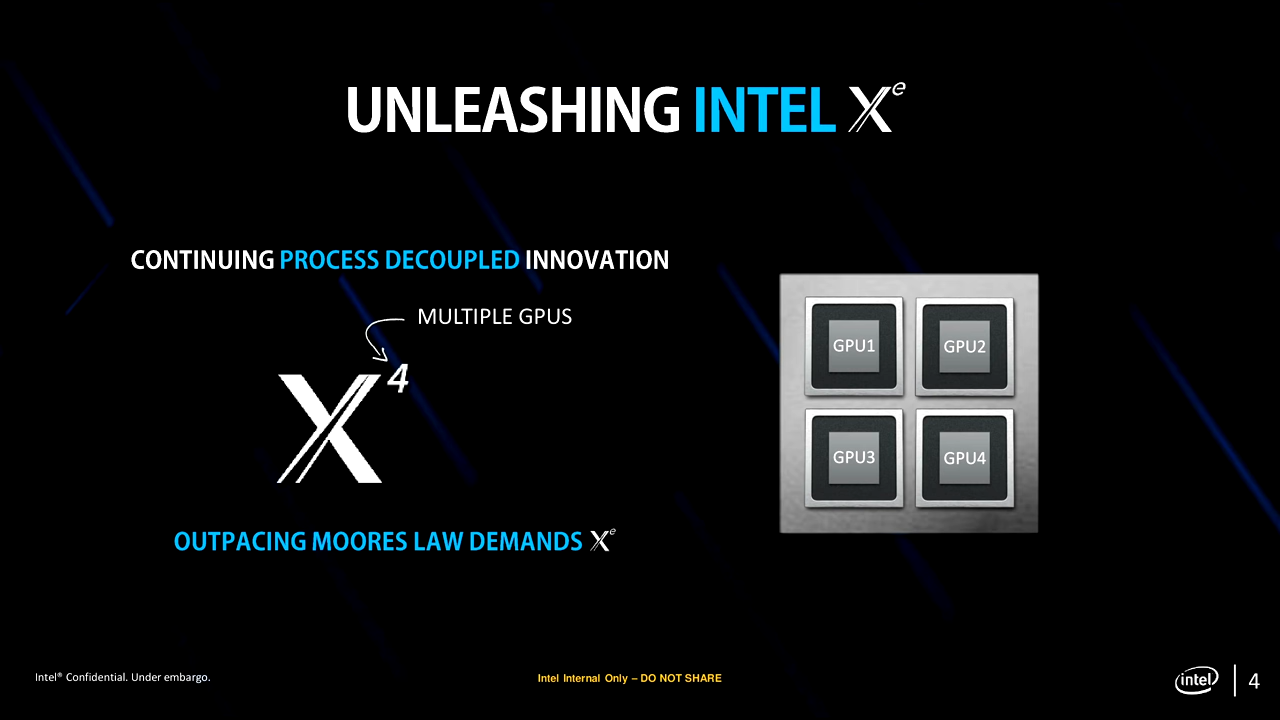 UNLEASHING INTEL Xe
CONTINUING PROCESS DECOUPLED INNOVATION
MULTIPLE GPUS
X4
OUTPACING MOORES LAW DEMANDS Xe
GPU1 GPU2
GPU3 GPU4
Intel® Confidential. Under embargo.
Intel Internal Only – DO NOT SHARE
intel
4